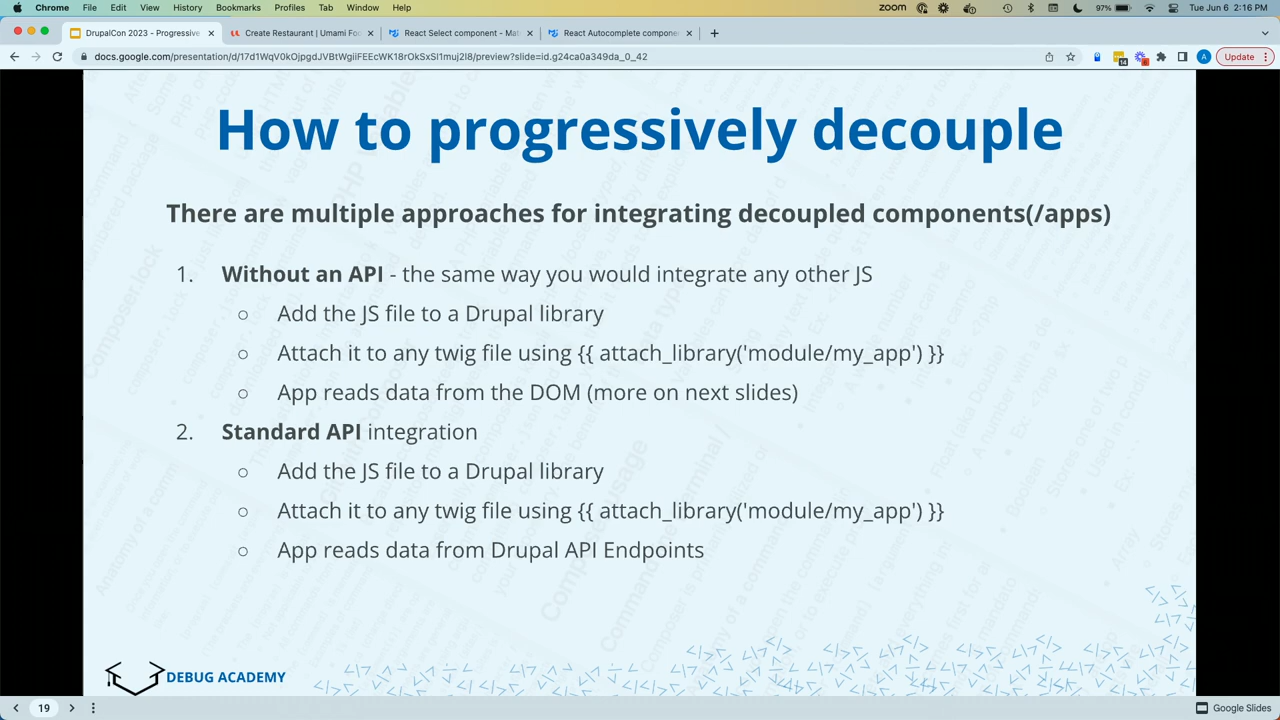 Chrome File Edit View History Bookmarks Profiles Tab Window Help zoom 97% Tue Jun 6 2:16 PM
DrupalCon 2023 - Progressive Create Restaurant | Umami Foo React Select component - Ma React Autocomplete compone
docs.google.com/presentation/d/17d1WqV0kOjpgdJVBtWgiiFEEcWK18rOkSxSI1muj2I8/preview?slide=id.g24ca0a349da_0_42 Update
How to progressively decouple
There are multiple approaches for integrating decoupled components(/apps)
1. Without an API - the same way you would integrate any other JS
○ Add the JS file to a Drupal library
○ Attach it to any twig file using {{ attach_library('module/my_app') }}
○ App reads data from the DOM (more on next slides)
2. Standard API integration
○ Add the JS file to a Drupal library
○ Attach it to any twig file using {{ attach_library('module/my_app') }}
○ App reads data from Drupal API Endpoints
DEBUG ACADEMY
19 Google Slides